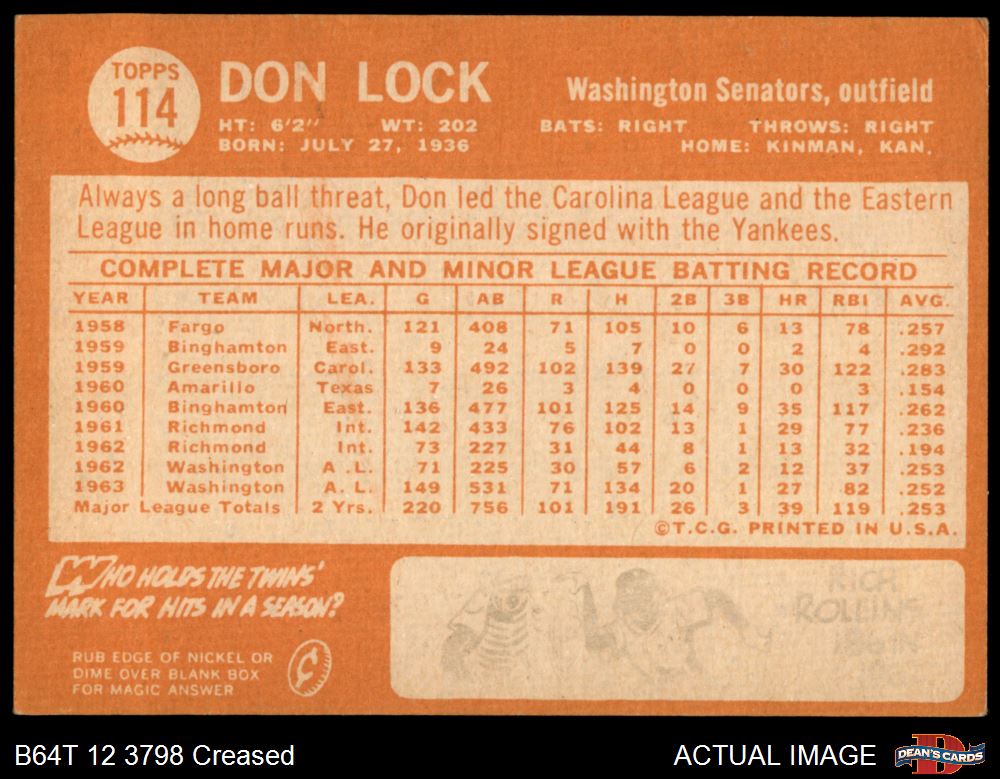 TOPPS
114
DON LOCK
Washington Senators, outfield
HT: 6'2" WT: 202 BATS: RIGHT THROWS: RIGHT
BORN: JULY 27, 1936 HOME: KINMAN, KAN.
Always a long ball threat, Don led the Carolina League and the Eastern
League in home runs. He originally signed with the Yankees.
COMPLETE MAJOR AND MINOR LEAGUE BATTING RECORD
YEAR TEAM LEA. G AB R H 2B 3B HR RBI AVG.
1958 Fargo North. 121 408 71 105 10 6 13 78 .257
1959 Binghamton East. 9 24 5 7 0 0 2 4 .292
1959 Greensboro Carol. 133 492 102 139 27 7 30 122 .283
1960 Amarillo Texas 7 26 3 4 0 0 0 3 .154
1960 Binghamton East. 136 477 101 125 14 9 35 117 .262
1961 Richmond Int. 142 433 76 102 13 1 29 77 .236
1962 Richmond Int. 73 227 31 44 8 1 13 32 .194
1962 Washington A .L. 71 225 30 57 6 2 12 37 .253
1963 Washington A. L. 149 531 71 134 20 1 27 82 .252
Major League Totals 2 Yrs. 220 756 101 191 26 3 39 119 .253
©T.C.G. PRINTED IN U.S.A.
WHO HOLDS THE TWINS'
MARK FOR HITS IN A SEASON?
RUB EDGE OF NICKEL OR
DIME OVER BLANK BOX
FOR MAGIC ANSWER
RICH
ROLLINS
B64T 12 3798 Creased
ACTUAL IMAGE
DEAN'S CARDS